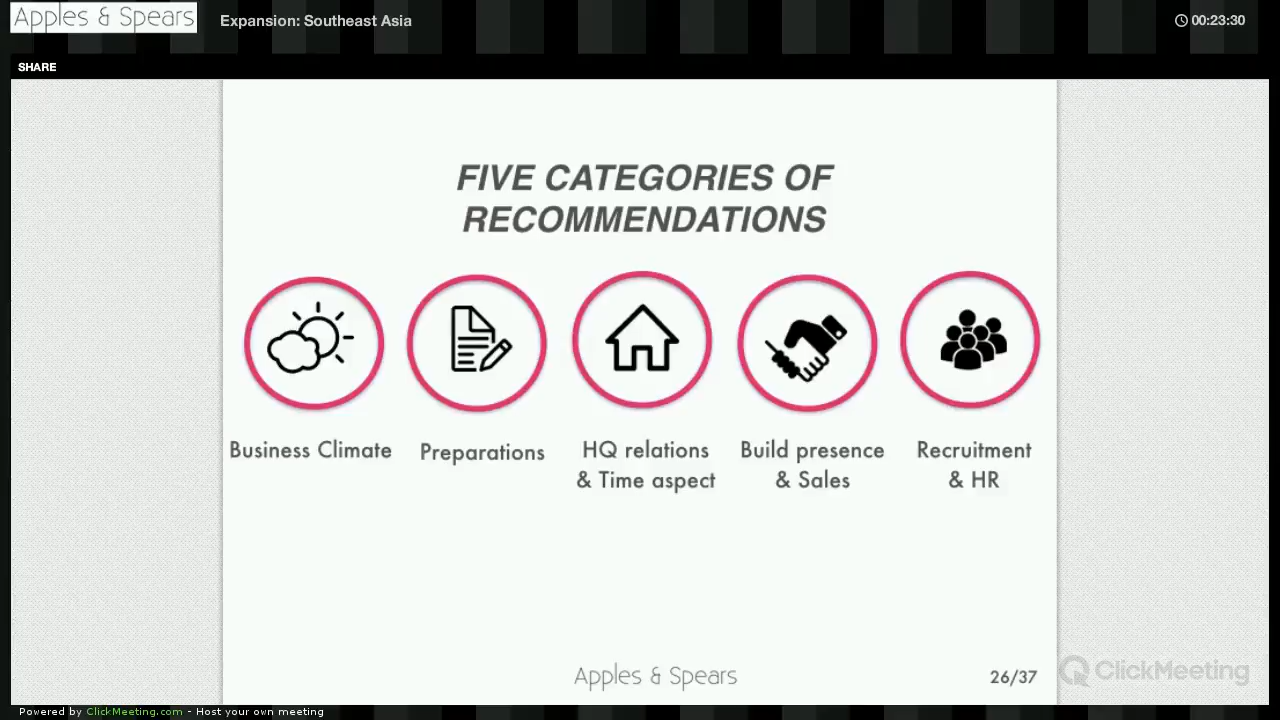 Apples & Spears
Expansion: Southeast Asia
00:23:30
SHARE
FIVE CATEGORIES OF
RECOMMENDATIONS
Business Climate
Preparations
HQ relations
& Time aspect
Build presence
& Sales
Recruitment
& HR
Apples & Spears
26/37
ClickMeeting
Powered by ClickMeeting.com - Host your own meeting